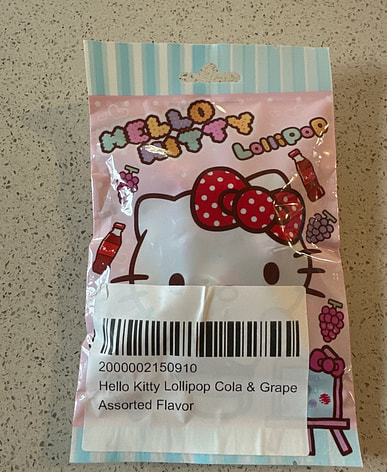 HELLO
KITTY
LolliPoP
2000002150910
Hello Kitty Lollipop Cola & Grape
Assorted Flavor